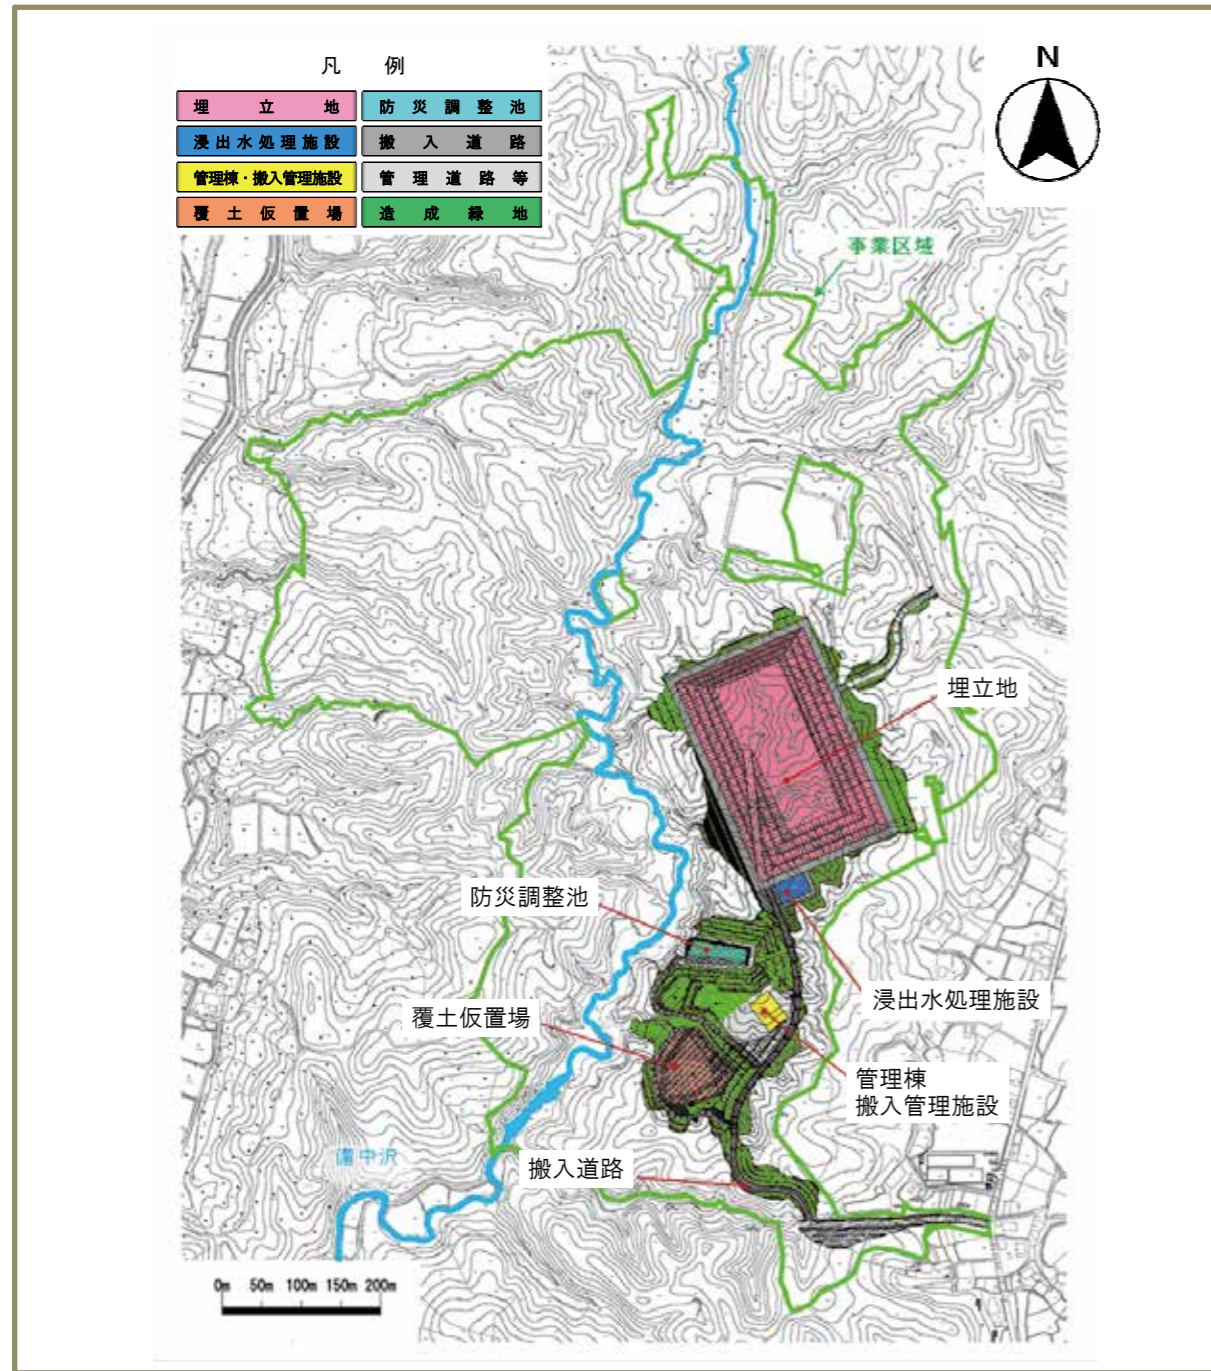 凡 例
埋立地
防災調整池
浸出水処理施設
搬入道路
管理棟・搬入管理施設
管理道路等
覆土仮置場
造成緑地
N
事業区域
埋立地
防災調整池
浸出水処理施設
覆土仮置場
管理棟
搬入管理施設
搬入道路
備中沢
0m 50m 100m 150m 200m